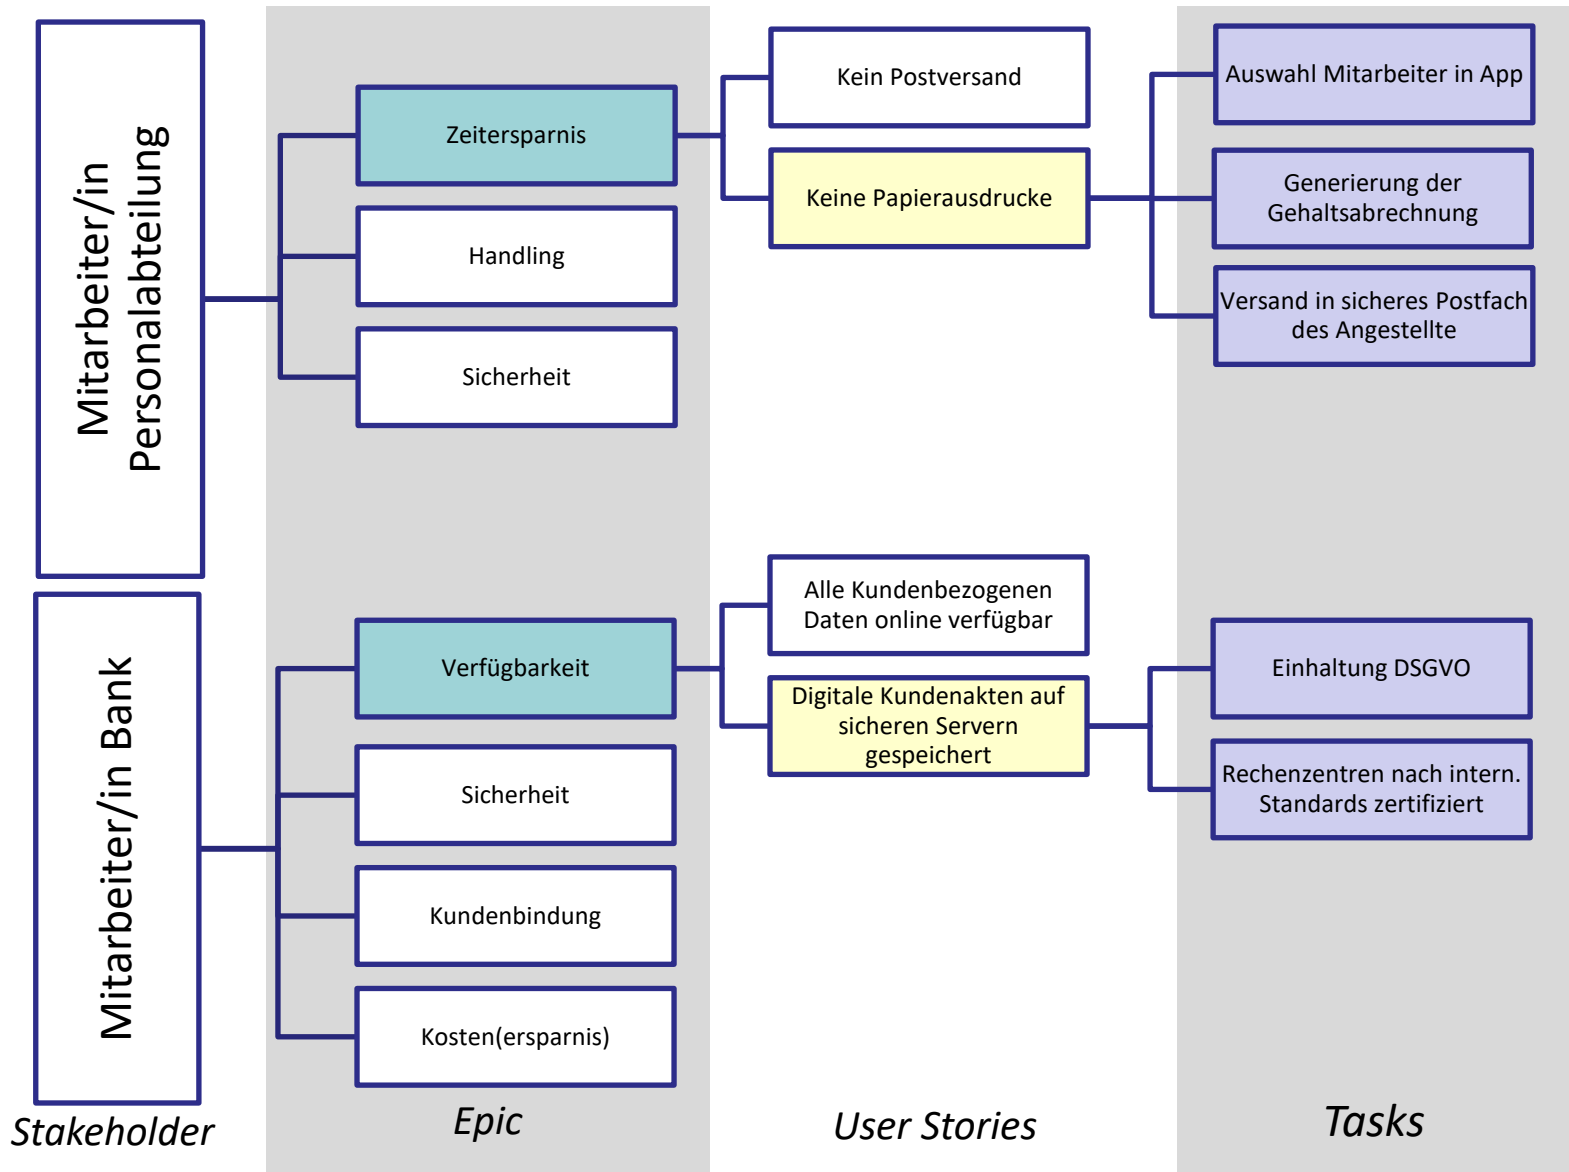 Mitarbeiter/in
Personalabteilung
Zeitersparnis
Handling
Sicherheit
Kein Postversand
Keine Papierausdrucke
Auswahl Mitarbeiter in App
Generierung der
Gehaltsabrechnung
Versand in sicheres Postfach
des Angestellte
Mitarbeiter/in Bank
Verfügbarkeit
Sicherheit
Kundenbindung
Kosten(ersparnis)
Alle Kundenbezogenen
Daten online verfügbar
Digitale Kundenakten auf
sicheren Servern
gespeichert
Einhaltung DSGVO
Rechenzentren nach intern.
Standards zertifiziert
Stakeholder
Epic
User Stories
Tasks